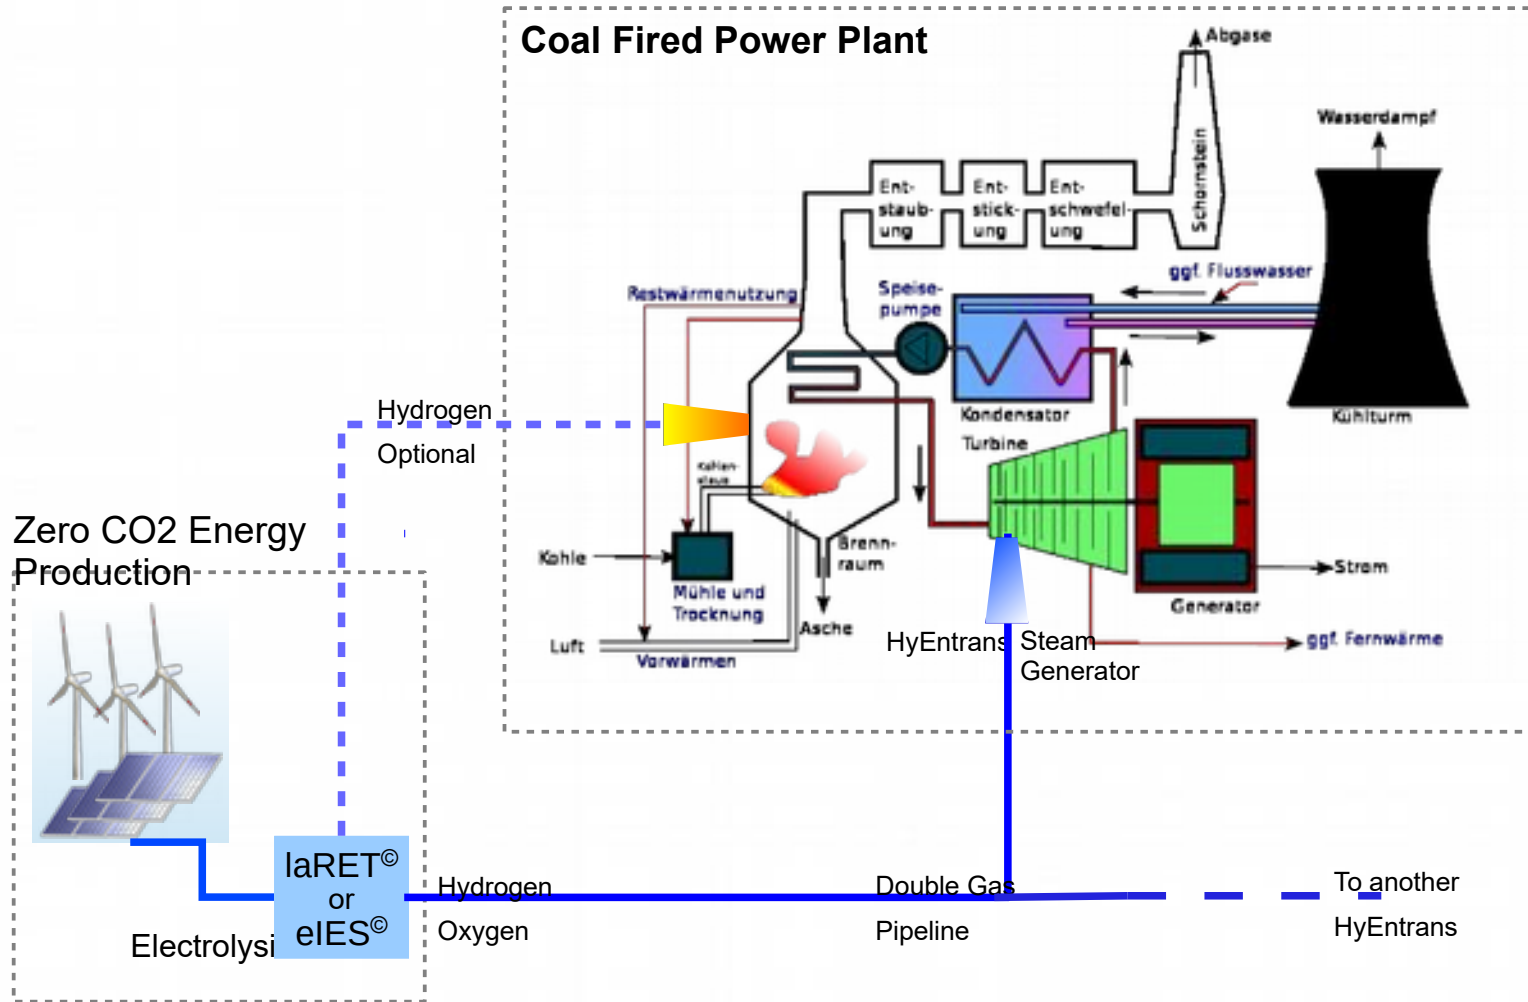 Coal Fired Power Plant
Abgase
Wasserdampf
Schornstein
Ent-
staub-
ung
Ent-
stick-
ung
Ent-
schwefel-
ung
ggf. Flusswasser
Restwärmenutzung
Speise-
pumpe
Kondensator
Kühlturm
Hydrogen
Optional
Turbine
Kohlen-
staub
Zero CO2 Energy
Production
Kohle
Brenn-
raum
Strom
Mühle und
Trocknung
Generator
Asche
Luft
Vorwärmen
HyEntrans Steam
Generator
ggf. Fernwärme
laRET©
or
eIES©
Electrolysi
Hydrogen
Oxygen
Double Gas
Pipeline
To another
HyEntrans